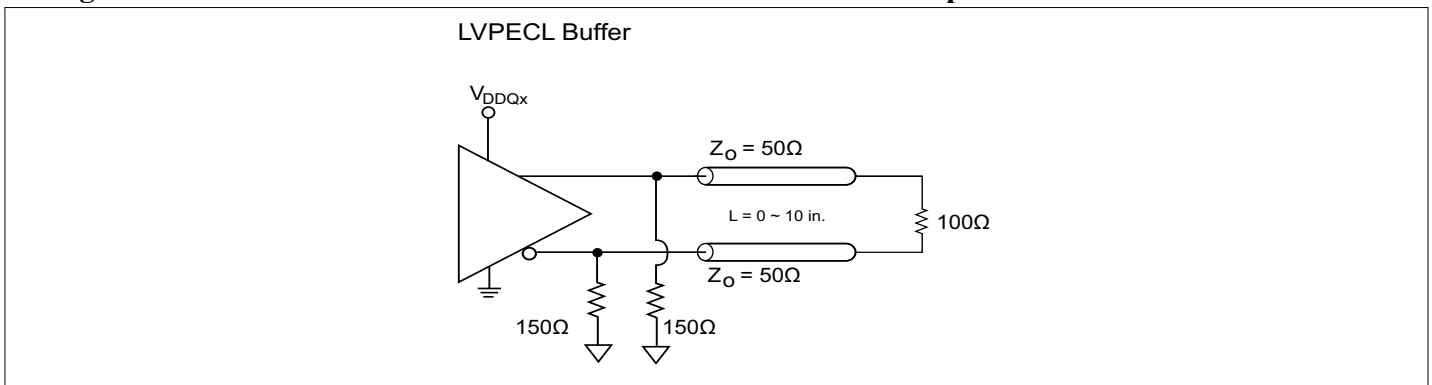 LVPECL Buffer
VDDQx
ZO = 50Ω
L = 0 ~ 10 in.
100Ω
ZO = 50Ω
150Ω
150Ω